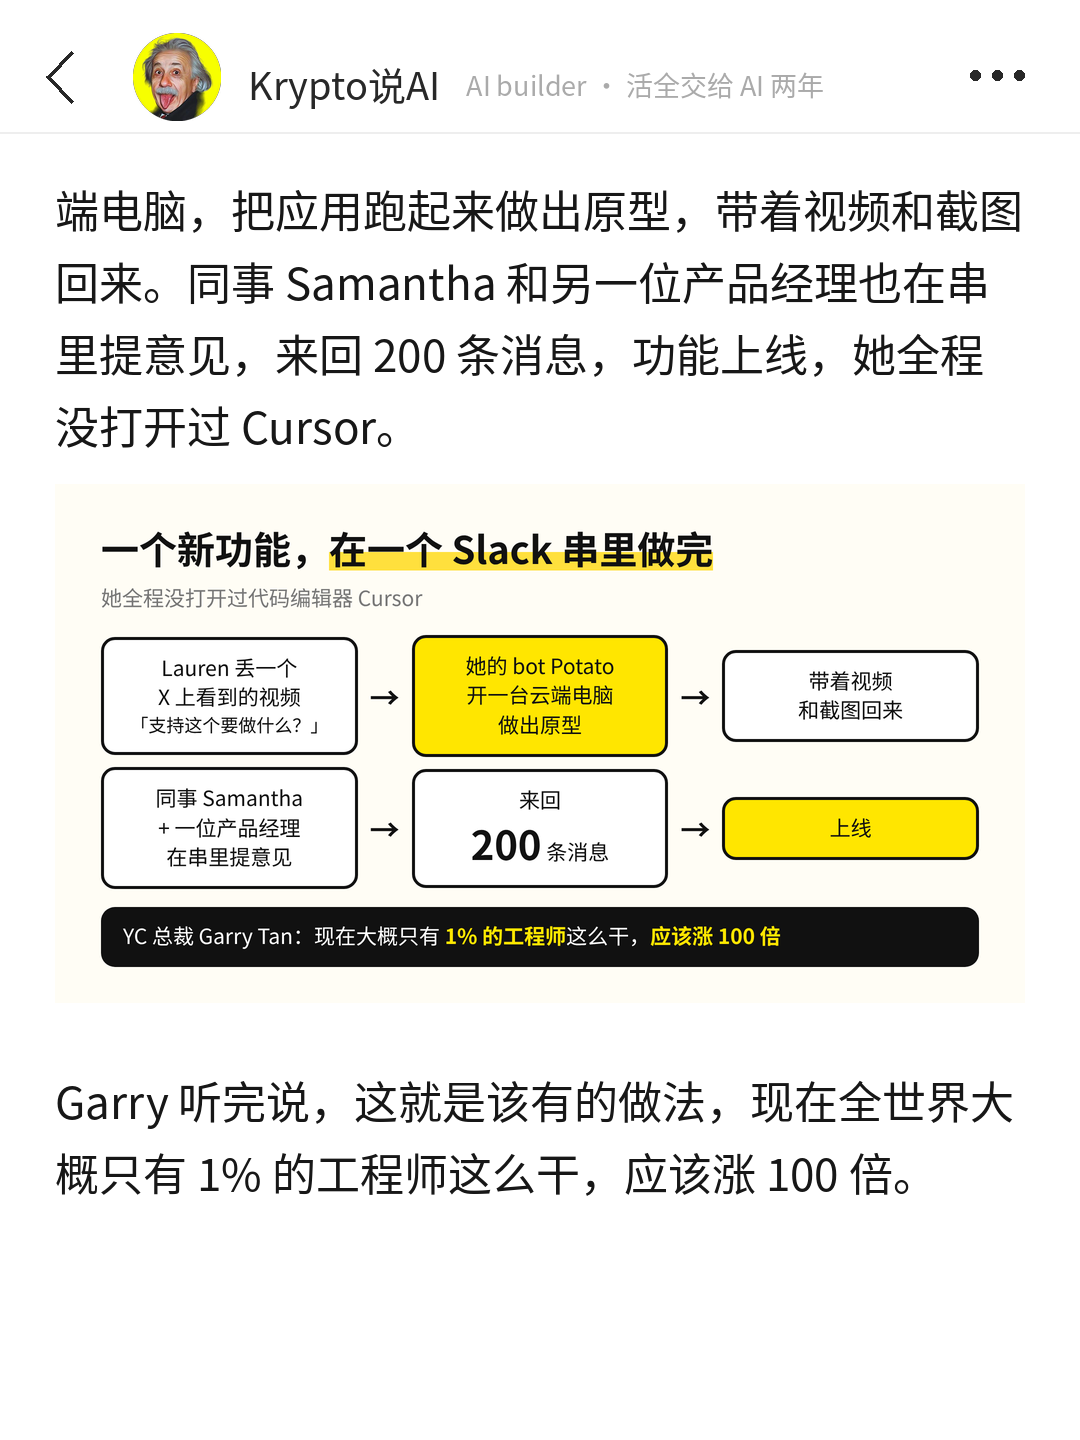 Krypto说AI AI builder · 活全交给 AI 两年
端电脑，把应用跑起来做出原型，带着视频和截图
回来。同事 Samantha 和另一位产品经理也在串
里提意见，来回 200 条消息，功能上线，她全程
没打开过 Cursor。
一个新功能，在一个 Slack 串里做完
她全程没打开过代码编辑器 Cursor
Lauren 丢一个
X 上看到的视频
「支持这个要做什么？」
→
她的 bot Potato
开一台云端电脑
做出原型
→
带着视频
和截图回来
同事 Samantha
+ 一位产品经理
在串里提意见
→
来回
200 条消息
→
上线
YC 总裁 Garry Tan：现在大概只有 1% 的工程师这么干，应该涨 100 倍
Garry 听完说，这就是该有的做法，现在全世界大
概只有 1% 的工程师这么干，应该涨 100 倍。